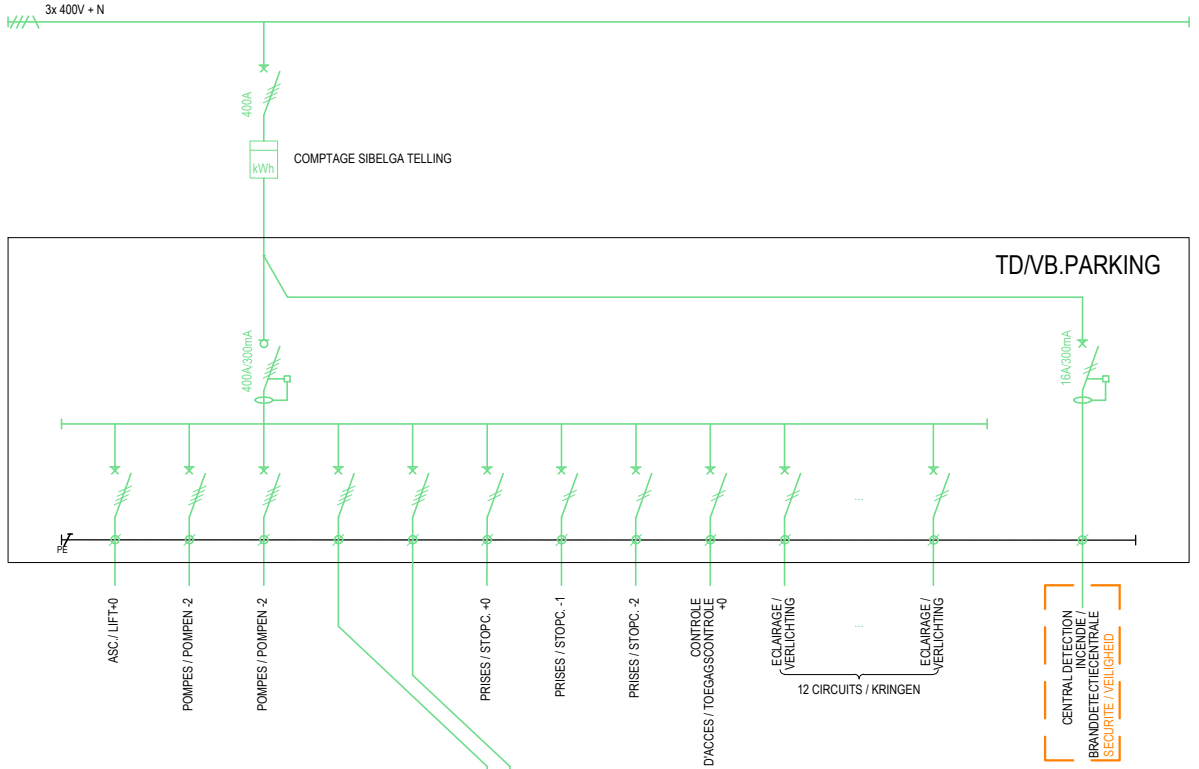 3x 400V + N
400A
kWh
COMPTAGE SIBELGA TELLING
TD/VB.PARKING
400A/300mA
16A/300mA
...
PE
ASC./ LIFT+0
POMPES / POMPEN -2
POMPES / POMPEN -2
PRISES / STOPC. +0
PRISES / STOPC. -1
PRISES / STOPC. -2
CONTROLE
D'ACCES / TOEGAGSCONTROLE
+0
ECLAIRAGE /
VERLICHTING
...
ECLAIRAGE /
VERLICHTING
12 CIRCUITS / KRINGEN
CENTRAL DETECTION
INCENDIE /
BRANDDETECTIECENTRALE
SECURITE / VEILIGHEID